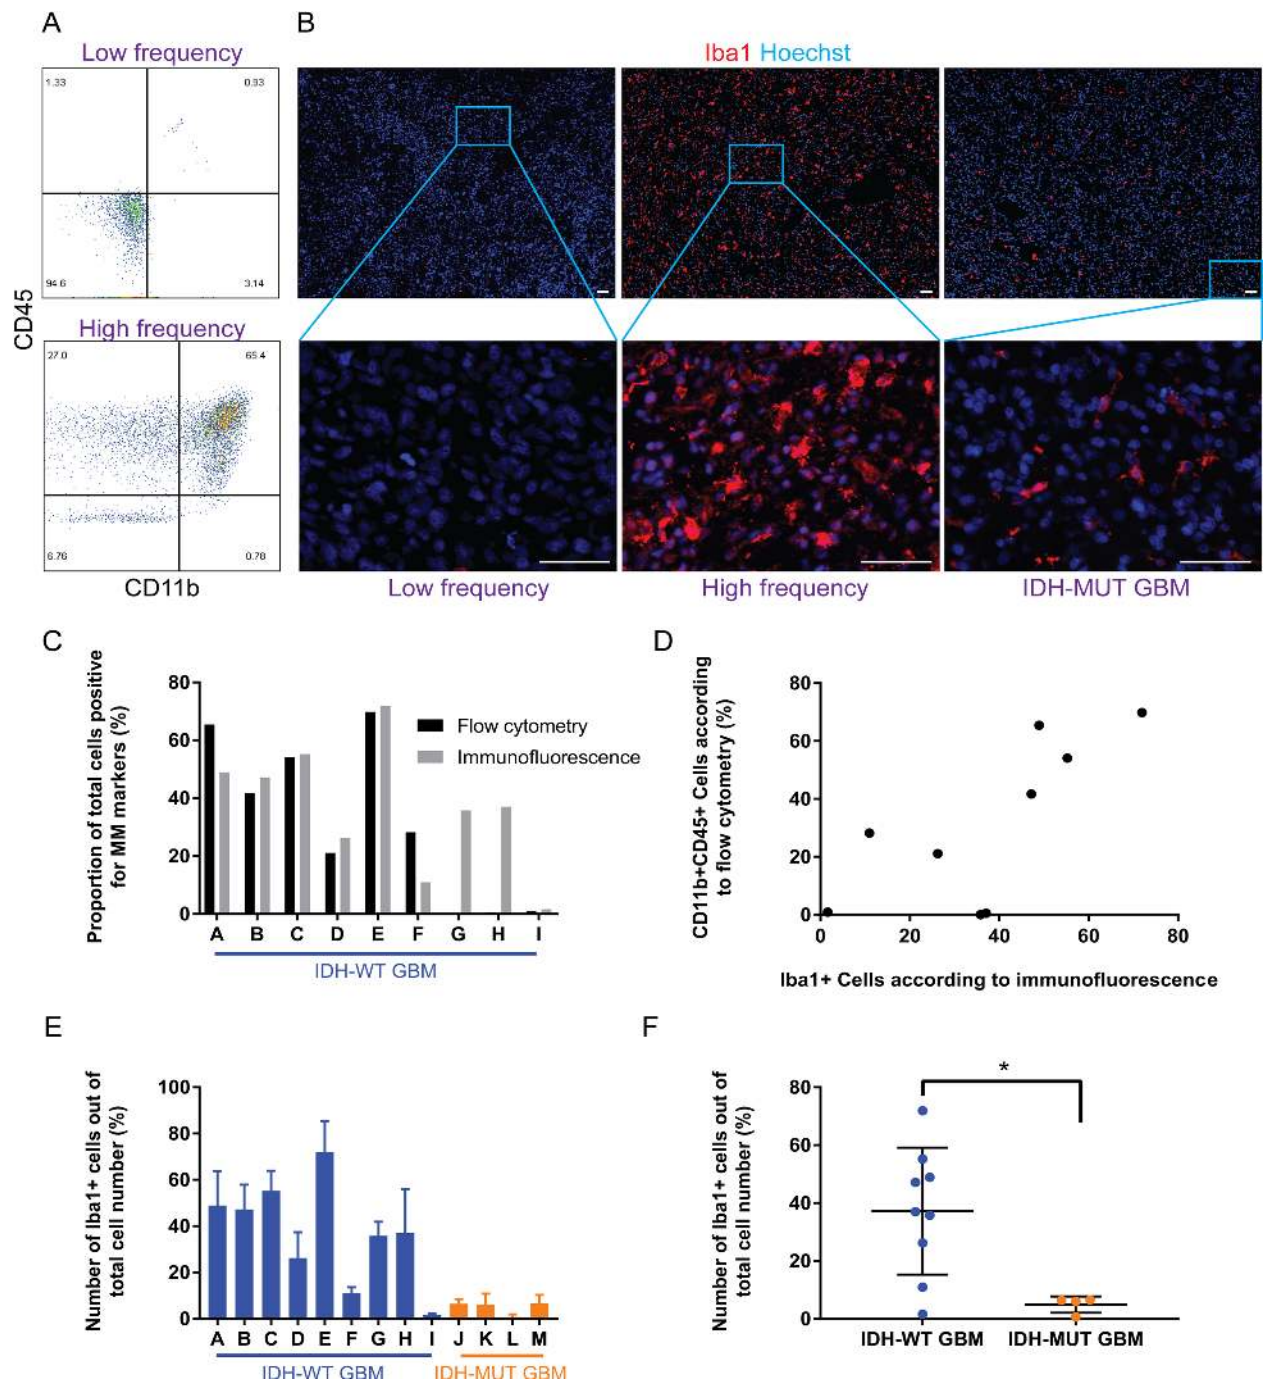 A
B
Low frequency
Iba1 Hoechst
1.33
0.93
94.6
3.14
CD45
High frequency
27.0
65.4
6.76
0.78
CD11b
Low frequency
High frequency
IDH-MUT GBM
C
D
Proportion of total cells positive
for MM markers (%)
80
60
40
20
0
Flow cytometry
Immunofluorescence
A B C D E F G H I
IDH-WT GBM
CD11b+CD45+ Cells according
to flow cytometry (%)
80
60
40
20
0
0 20 40 60 80
Iba1+ Cells according to immunofluorescence
E
F
Number of Iba1+ cells out of
total cell number (%)
100
80
60
40
20
0
A B C D E F G H I J K L M
IDH-WT GBM IDH-MUT GBM
Number of Iba1+ cells out of
total cell number (%)
80
60
40
20
0
*
IDH-WT GBM IDH-MUT GBM